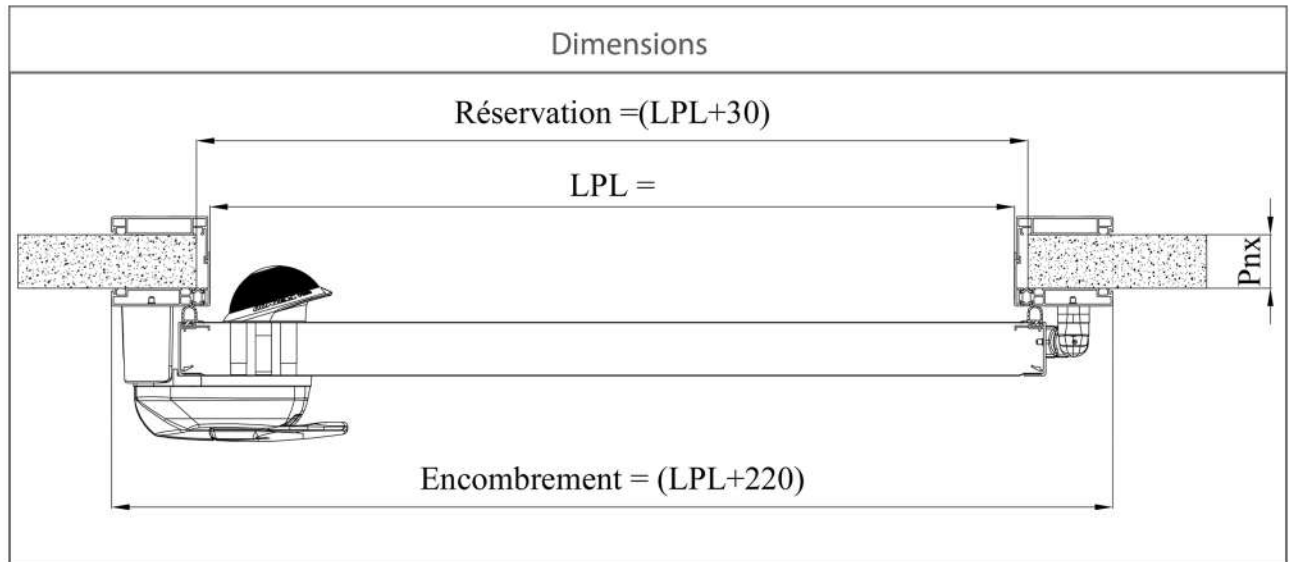 Dimensions
Réservation =(LPL+30)
LPL =
Pnx
Encombrement = (LPL+220)